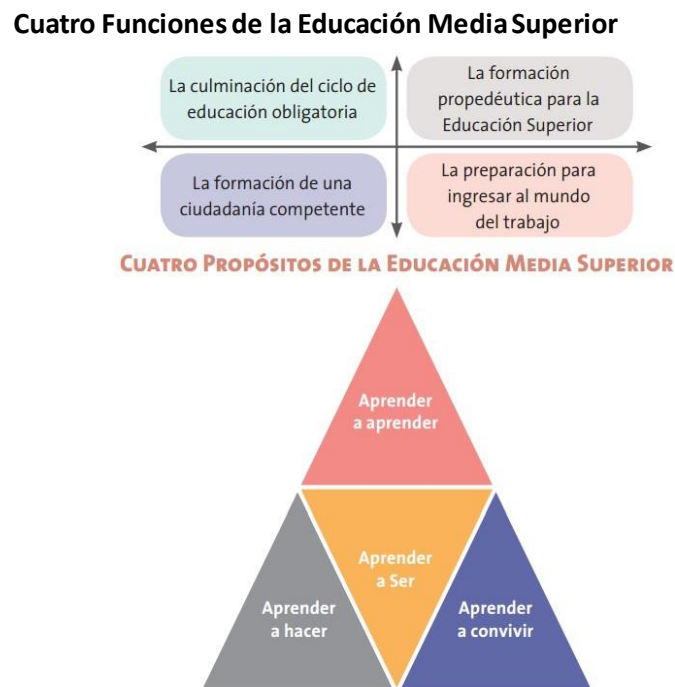 Cuatro Funciones de la Educación Media Superior
La culminación del ciclo de
educación obligatoria
La formación
propedéutica para la
Educación Superior
La formación de una
ciudadanía competente
La preparación para
ingresar al mundo
del trabajo
CUATRO PROPÓSITOS DE LA EDUCACIÓN MEDIA SUPERIOR
Aprender
a aprender
Aprender
a Ser
Aprender
a hacer
Aprender
a convivir